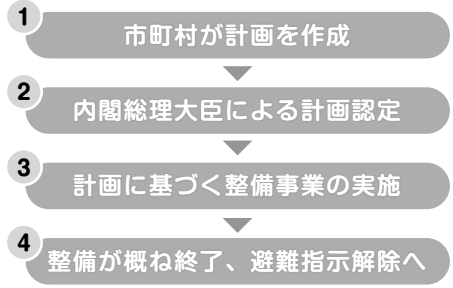 1 市町村が計画を作成
2 内閣総理大臣による計画認定
3 計画に基づく整備事業の実施
4 整備が概ね終了、避難指示解除へ